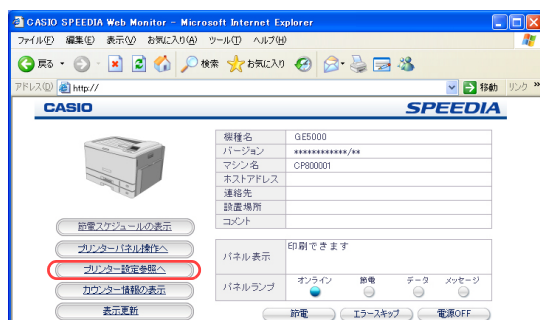 CASIO SPEEDIA Web Monitor - Microsoft Internet Explorer
ファイル(F) 編集(E) 表示(V) お気に入り(A) ツール(T) ヘルプ(H)
戻る 検索 お気に入り
アドレス(D) http:// 移動 リンク »
CASIO SPEEDIA
機種名 GE5000
バージョン ************/**
マシン名 CP800001
ホストアドレス
連絡先
設置場所
コメント
節電スケジュールの表示
プリンターパネル操作へ
プリンター設定参照へ
カウンター情報の表示
表示更新
パネル表示 印刷できます
パネルランプ オンライン 節電 データ メッセージ
節電 エラースキップ 電源OFF